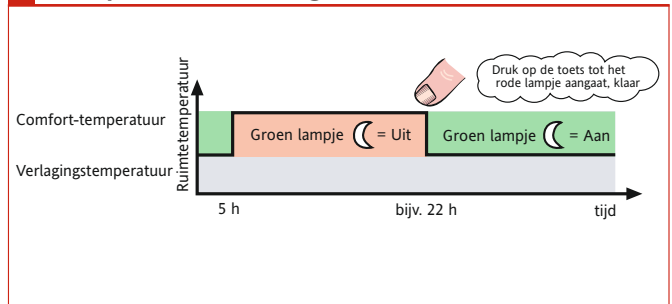 Druk op de toets tot het
rode lampje aangaat, klaar
Ruimtetemperatuur
Comfort-temperatuur
Groen lampje = Uit
Groen lampje = Aan
Verlagingstemperatuur
5 h
bijv. 22 h
tijd